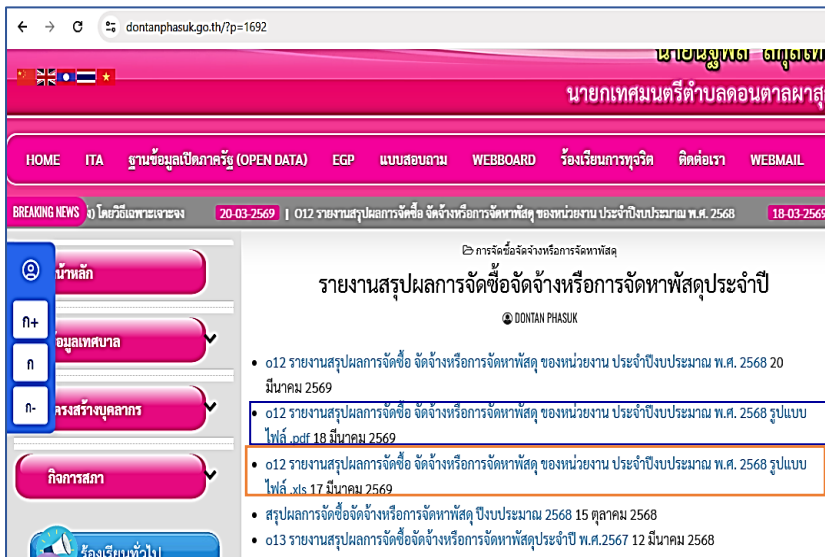 dontanphasuk.go.th/?p=1692
นายกเทศมนตรีตำบลดอนตาลผาสุ
HOME ITA ฐานข้อมูลเปิดภาครัฐ (OPEN DATA) EGP แบบสอบถาม WEBBOARD ร้องเรียนการทุจริต ติดต่อเรา WEBMAIL
BREAKING NEWS โดยวิธีเฉพาะเจาะจง 20-03-2569 | O12 รายงานสรุปผลการจัดซื้อ จัดจ้างหรือการจัดหาพัสดุ ของหน่วยงาน ประจำปีงบประมาณ พ.ศ. 2568 18-03-2569
การจัดซื้อจัดจ้างหรือการจัดหาพัสดุ
รายงานสรุปผลการจัดซื้อจัดจ้างหรือการจัดหาพัสดุประจำปี
DONTAN PHASUK
น้าหลัก
ก+
อมูลเทศบาล
ก
ก-
ครงสร้างบุคลากร
กิจการสภา
ร้องเรียนทั่วไป
• o12 รายงานสรุปผลการจัดซื้อ จัดจ้างหรือการจัดหาพัสดุ ของหน่วยงาน ประจำปีงบประมาณ พ.ศ. 2568 20
มีนาคม 2569
• o12 รายงานสรุปผลการจัดซื้อ จัดจ้างหรือการจัดหาพัสดุ ของหน่วยงาน ประจำปีงบประมาณ พ.ศ. 2568 รูปแบบ
ไฟล์ .pdf 18 มีนาคม 2569
• o12 รายงานสรุปผลการจัดซื้อ จัดจ้างหรือการจัดหาพัสดุ ของหน่วยงาน ประจำปีงบประมาณ พ.ศ. 2568 รูปแบบ
ไฟล์ .xls 17 มีนาคม 2569
• สรุปผลการจัดซื้อจัดจ้างหรือการจัดหาพัสดุ ปีงบประมาณ 2568 15 ตุลาคม 2568
• o13 รายงานสรุปผลการจัดซื้อจัดจ้างหรือการจัดหาพัสดุประจำปี พ.ศ.2567 12 มีนาคม 2568